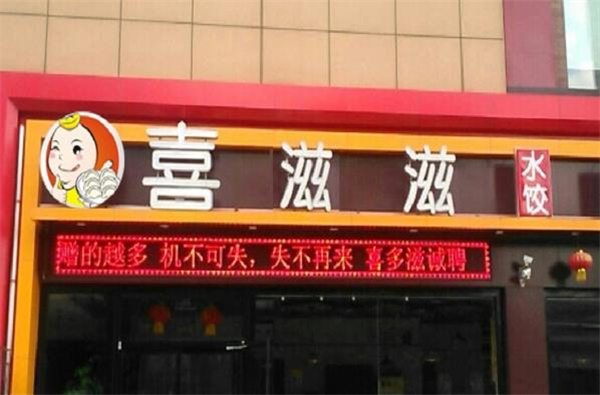 喜滋滋
水饺
赠的越多 机不可失，失不再来 喜多滋诚聘